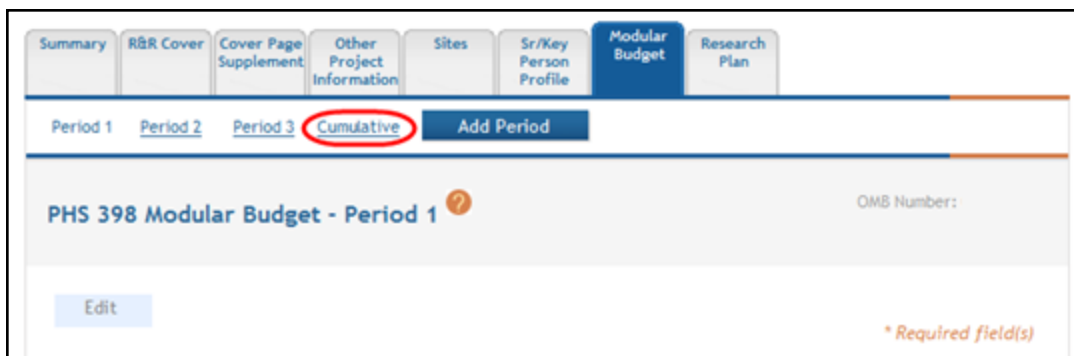 Summary
R&R Cover
Cover Page
Supplement
Other
Project
Information
Sites
Sr/Key
Person
Profile
Modular
Budget
Research
Plan
Period 1 Period 2 Period 3 Cumulative Add Period
PHS 398 Modular Budget - Period 1 ?
OMB Number:
Edit
* Required field(s)